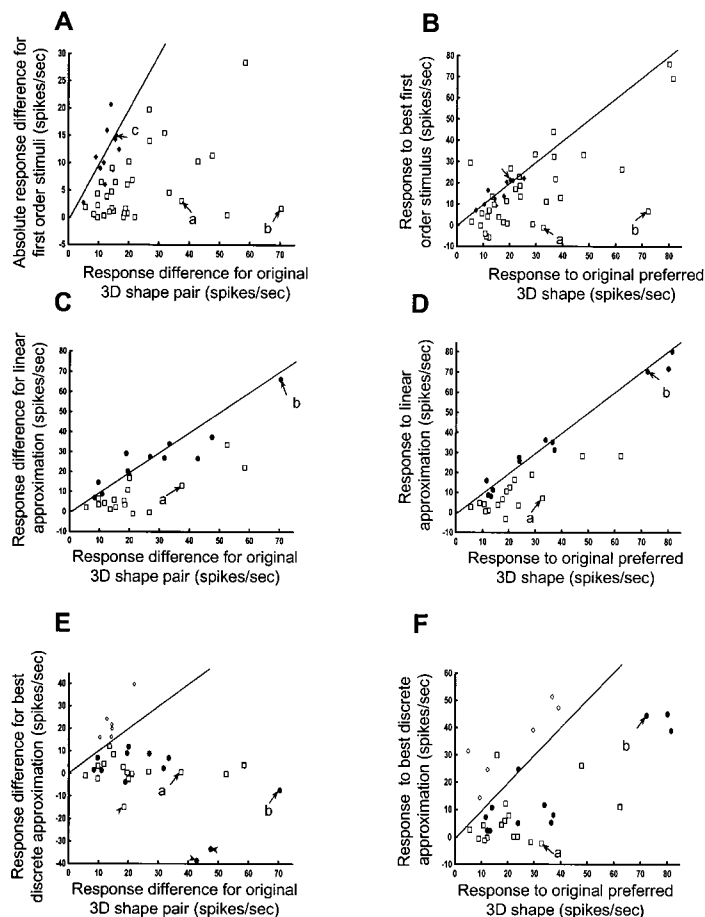 A
Absolute response difference for
first order stimuli (spikes/sec)
30
25
20
15
10
5
0
-5
0 10 20 30 40 50 60 70 80
c
a
b
Response difference for original
3D shape pair (spikes/sec)
B
Response to best first
order stimulus (spikes/sec)
80
70
60
50
40
30
20
10
0
-10
0 10 20 30 40 50 60 70 80
a
b
Response to original preferred
3D shape (spikes/sec)
C
Response difference for linear
approximation (spikes/sec)
80
70
60
50
40
30
20
10
0
-10
0 10 20 30 40 50 60 70 80
a
b
Response difference for original
3D shape pair (spikes/sec)
D
Response to linear
approximation (spikes/sec)
80
70
60
50
40
30
20
10
0
-10
0 10 20 30 40 50 60 70 80
a
b
Response to original preferred
3D shape (spikes/sec)
E
Response difference for best
discrete approximation (spikes/sec)
40
30
20
10
0
-10
-20
-30
-40
0 10 20 30 40 50 60 70 80
a
b
Response difference for original
3D shape pair (spikes/sec)
F
Response to best discrete
approximation (spikes/sec)
60
50
40
30
20
10
0
-10
0 10 20 30 40 50 60 70 80
a
b
Response to original preferred
3D shape (spikes/sec)